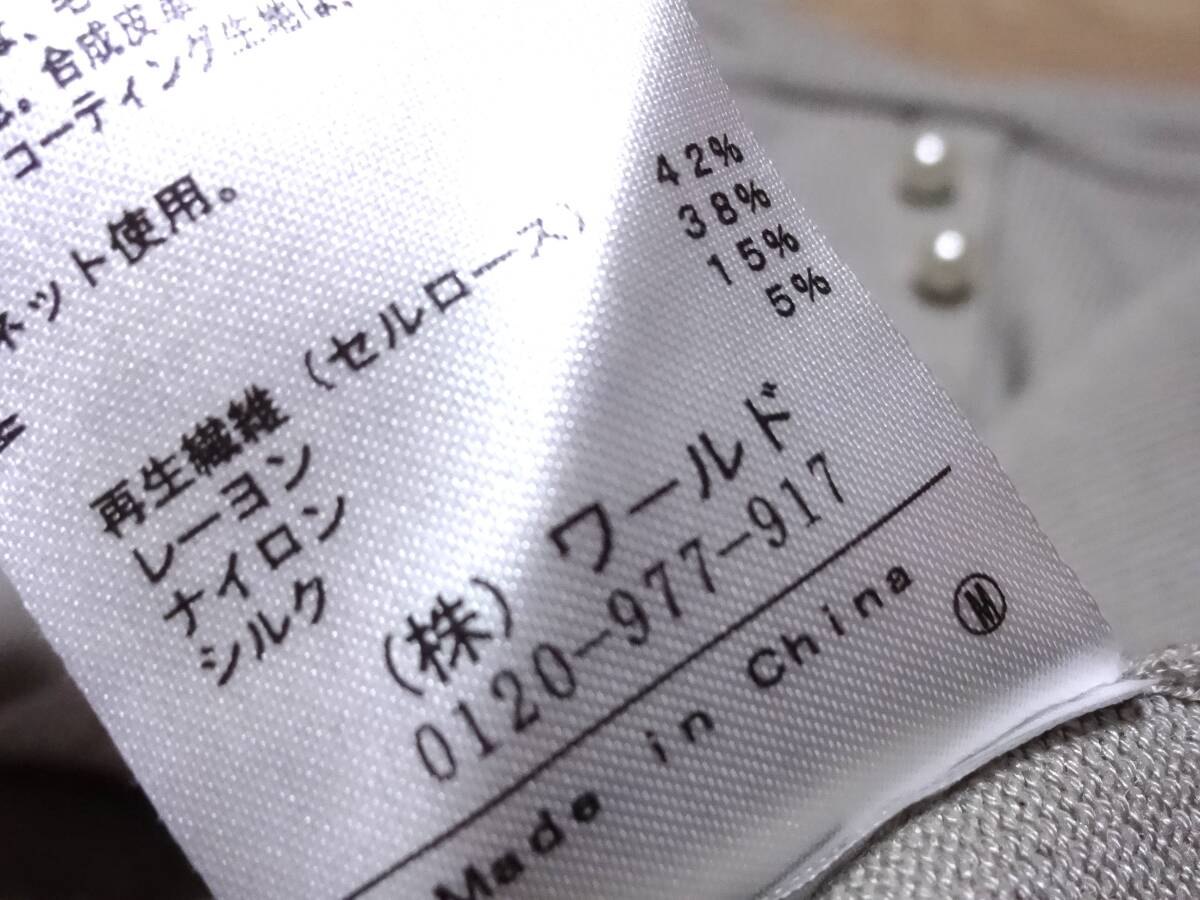 合成皮革
コーティング生地は、
ネット使用。
再生繊維(セルロース) 42%
レーヨン 38%
ナイロン 15%
シルク 5%
(株)ワールド
0120-977-917
Made in China
M